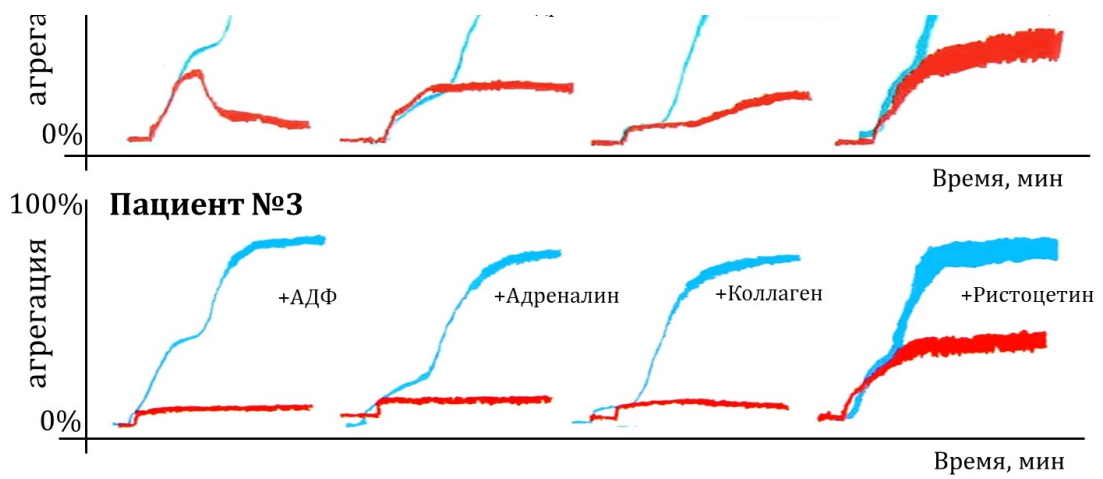 агрега
0%
Время, мин
100%
Пациент №3
агрегация
+АДФ
+Адреналин
+Коллаген
+Ристоцетин
0%
Время, мин